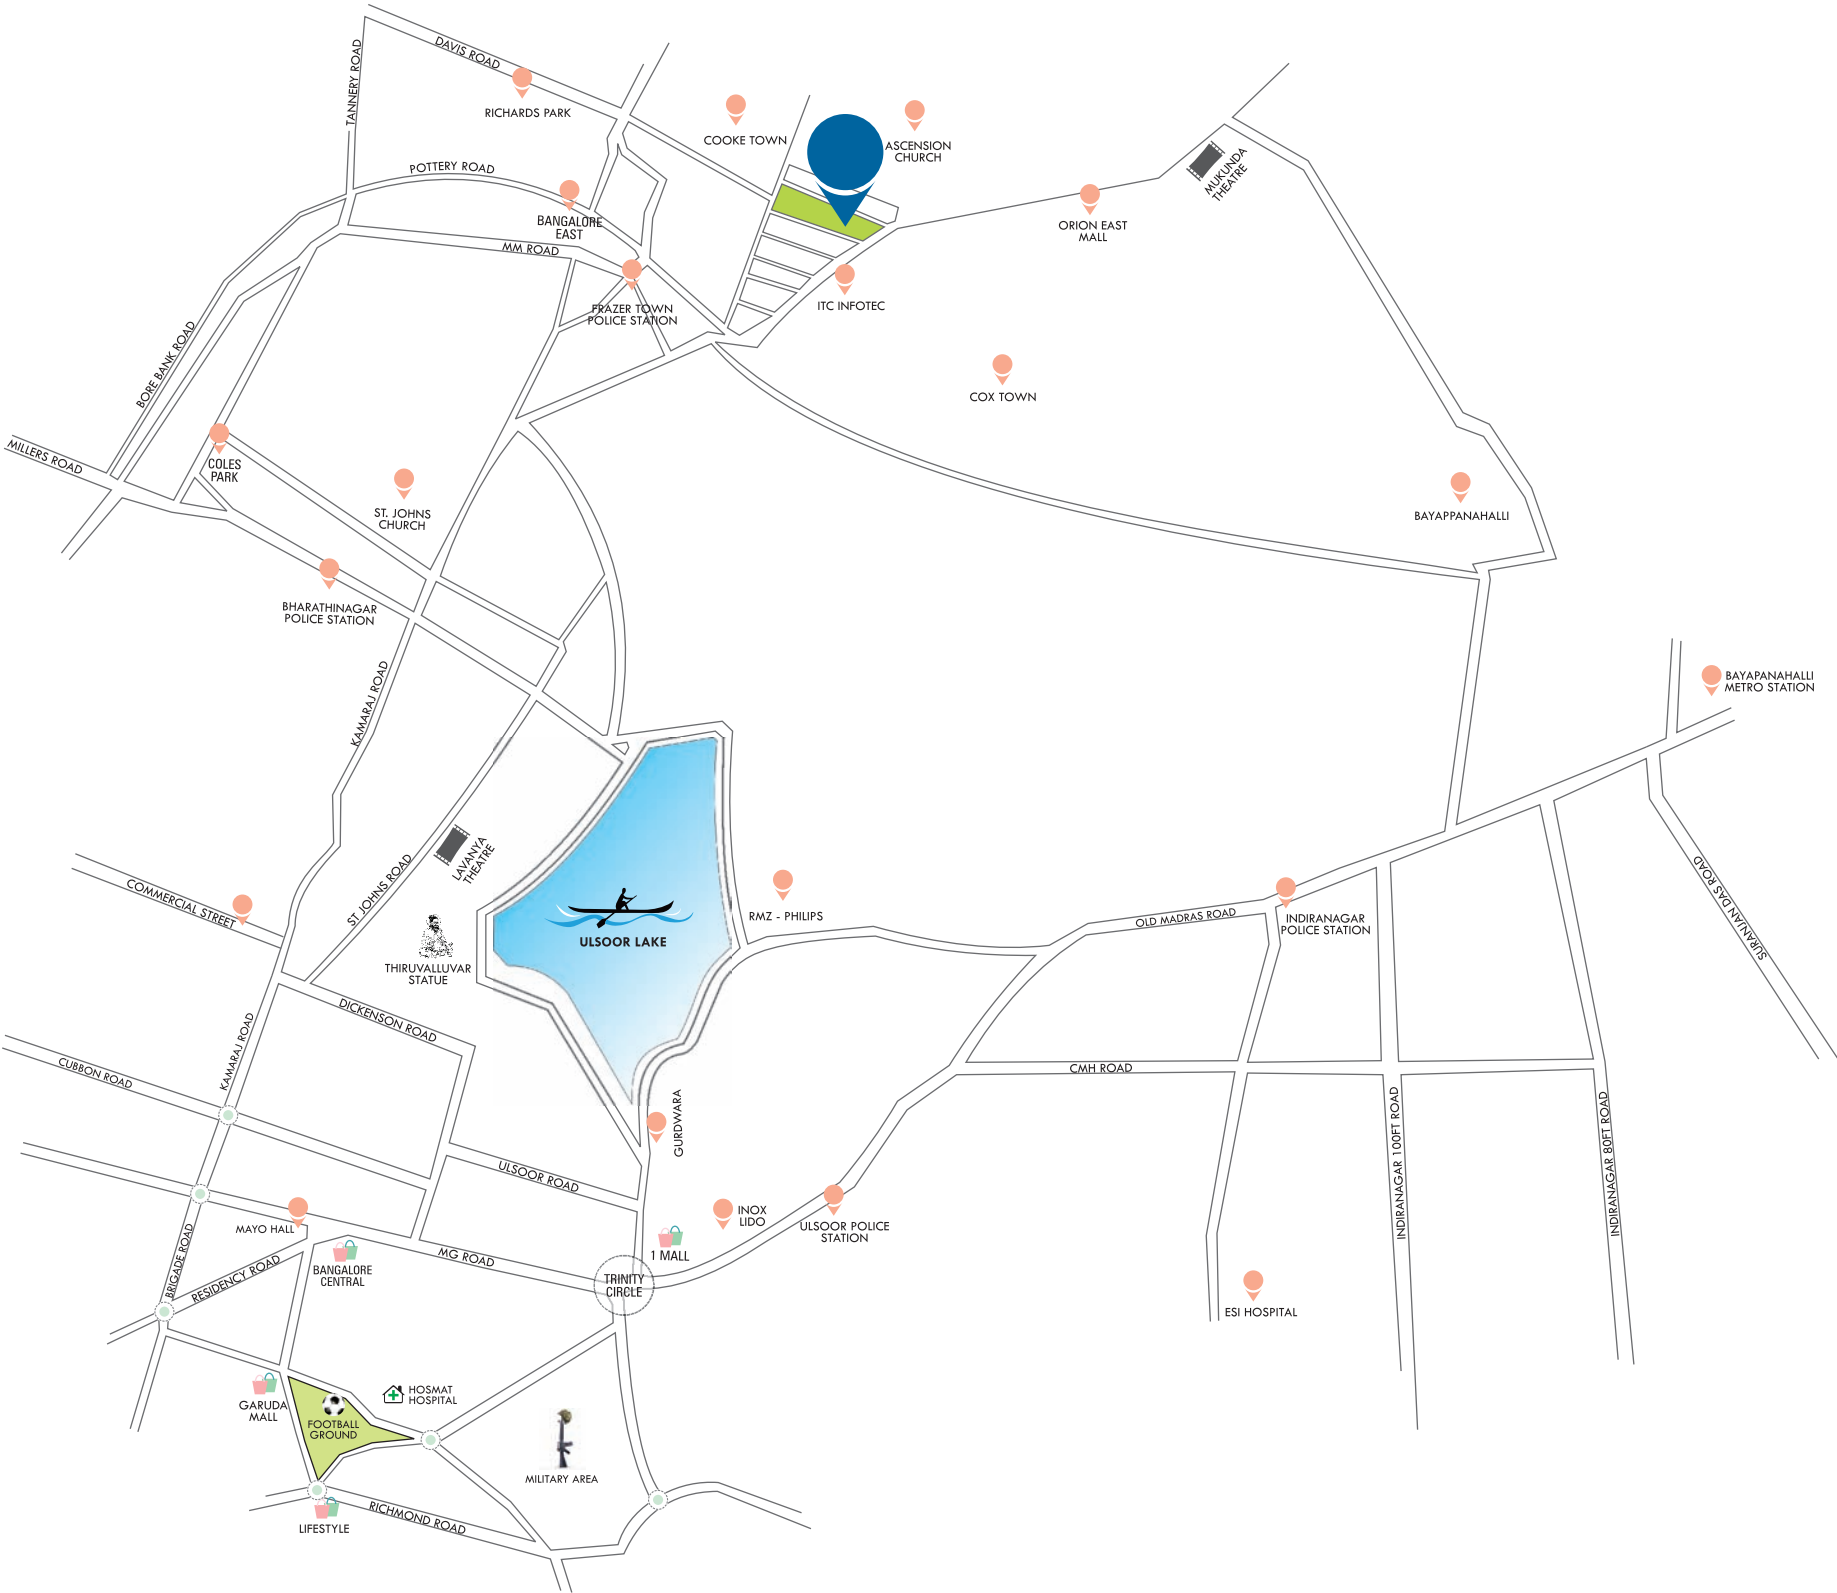 DAVIS ROAD
TANNERY ROAD
RICHARDS PARK
COOKE TOWN
ASCENSION
CHURCH
MUKUNDA
THEATRE
POTTERY ROAD
BANGALORE
EAST
ORION EAST
MALL
MM ROAD
FRAZER TOWN
POLICE STATION
ITC INFOTEC
BORE BANK ROAD
COX TOWN
MILLERS ROAD
COLES
PARK
ST. JOHNS
CHURCH
BAYAPPANAHALLI
BHARATHINAGAR
POLICE STATION
KAMARAJ ROAD
BAYAPANAHALLI
METRO STATION
LAVANYA
THEATRE
ST JOHNS ROAD
COMMERCIAL STREET
SURANJAN DAS ROAD
RMZ - PHILIPS
OLD MADRAS ROAD
INDIRANAGAR
POLICE STATION
ULSOOR LAKE
THIRUVALLUVAR
STATUE
DICKENSON ROAD
KAMARAJ ROAD
CUBBON ROAD
CMH ROAD
GURDWARA
INDIRANAGAR 100FT ROAD
INDIRANAGAR 80FT ROAD
ULSOOR ROAD
MAYO HALL
INOX
LIDO
ULSOOR POLICE
STATION
BRIGADE ROAD
RESIDENCY ROAD
BANGALORE
CENTRAL
MG ROAD
1 MALL
TRINITY
CIRCLE
ESI HOSPITAL
GARUDA
MALL
HOSMAT
HOSPITAL
FOOTBALL
GROUND
MILITARY AREA
RICHMOND ROAD
LIFESTYLE